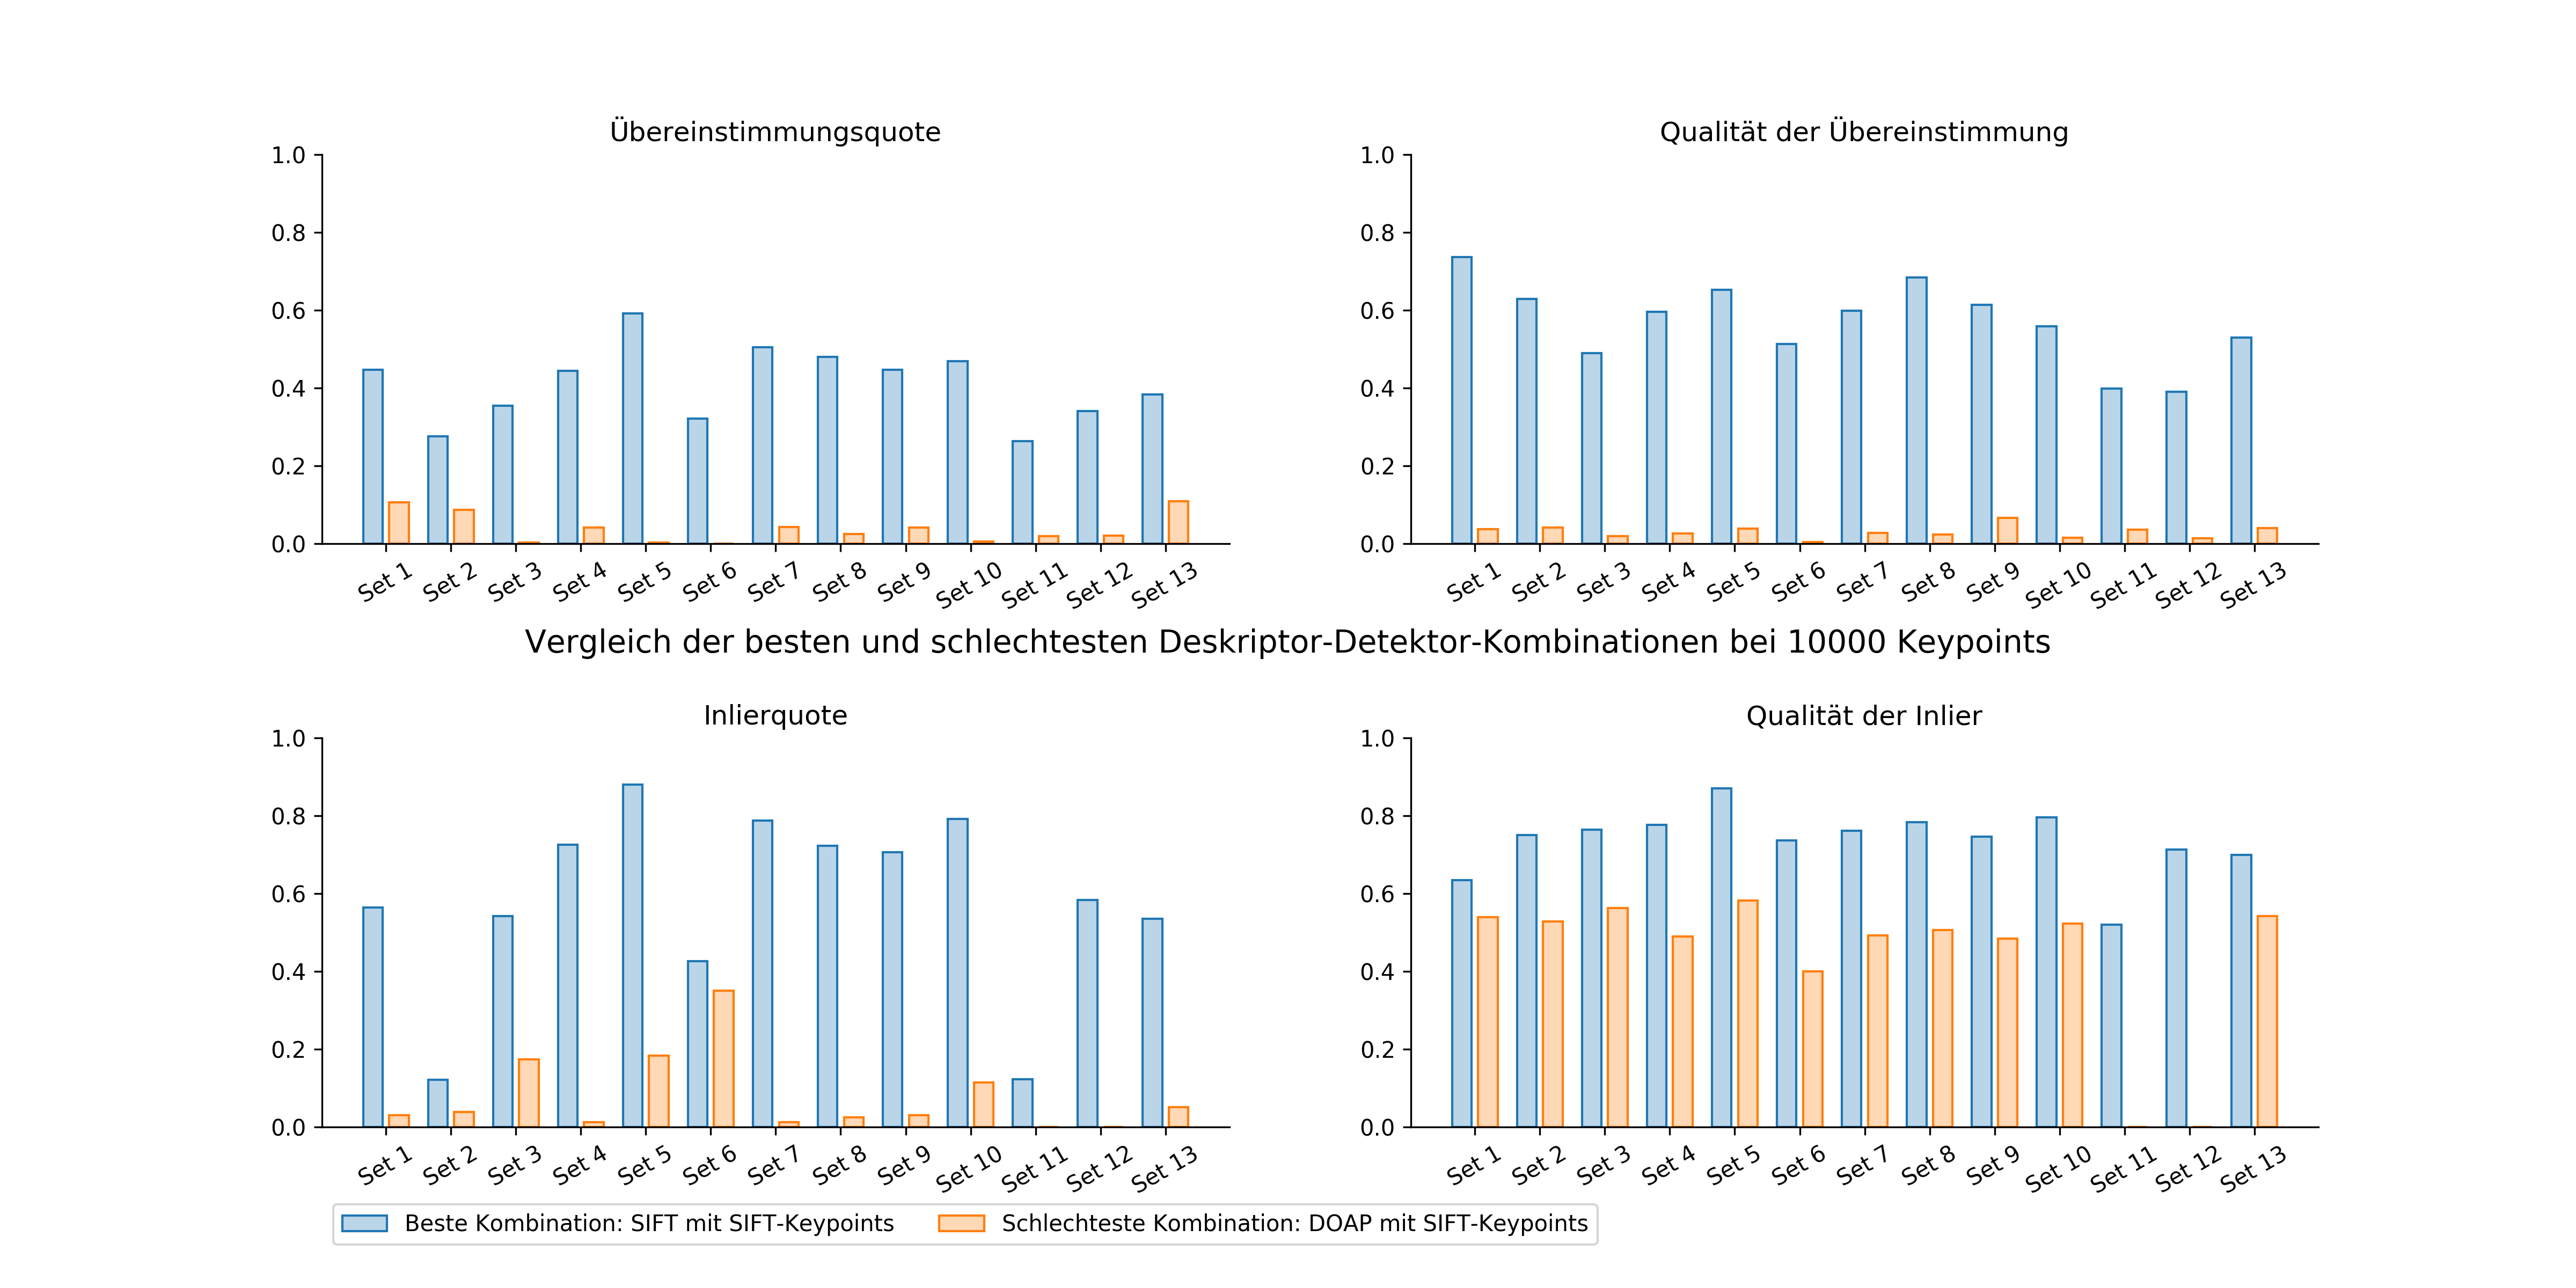 Übereinstimmungsquote
1.0
0.8
0.6
0.4
0.2
0.0
Set 1 Set 2 Set 3 Set 4 Set 5 Set 6 Set 7 Set 8 Set 9 Set 10 Set 11 Set 12 Set 13
Qualität der Übereinstimmung
1.0
0.8
0.6
0.4
0.2
0.0
Set 1 Set 2 Set 3 Set 4 Set 5 Set 6 Set 7 Set 8 Set 9 Set 10 Set 11 Set 12 Set 13
Vergleich der besten und schlechtesten Deskriptor-Detektor-Kombinationen bei 10000 Keypoints
Inlierquote
1.0
0.8
0.6
0.4
0.2
0.0
Set 1 Set 2 Set 3 Set 4 Set 5 Set 6 Set 7 Set 8 Set 9 Set 10 Set 11 Set 12 Set 13
Qualität der Inlier
1.0
0.8
0.6
0.4
0.2
0.0
Set 1 Set 2 Set 3 Set 4 Set 5 Set 6 Set 7 Set 8 Set 9 Set 10 Set 11 Set 12 Set 13
Beste Kombination: SIFT mit SIFT-Keypoints Schlechteste Kombination: DOAP mit SIFT-Keypoints